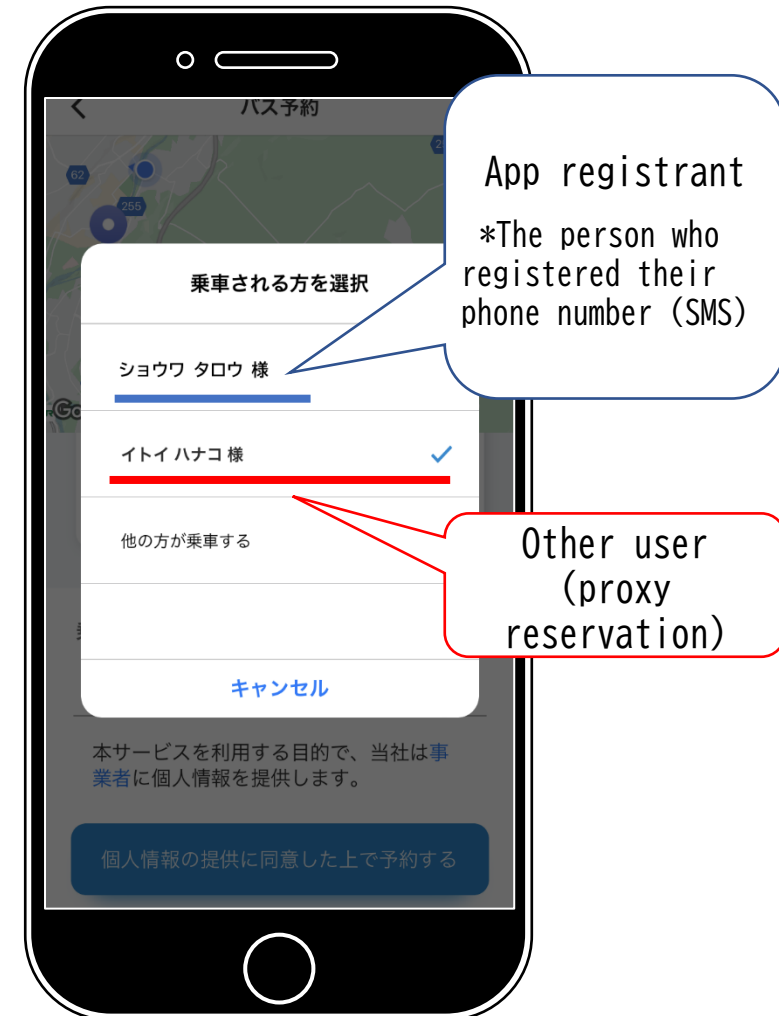 バス予約
62
255
乗車される方を選択
ショウワ タロウ 様
イトイ ハナコ 様
他の方が乗車する
キャンセル
本サービスを利用する目的で、当社は事
業者に個人情報を提供します。
個人情報の提供に同意した上で予約する
App registrant
*The person who
registered their
phone number (SMS)
Other user
(proxy
reservation)